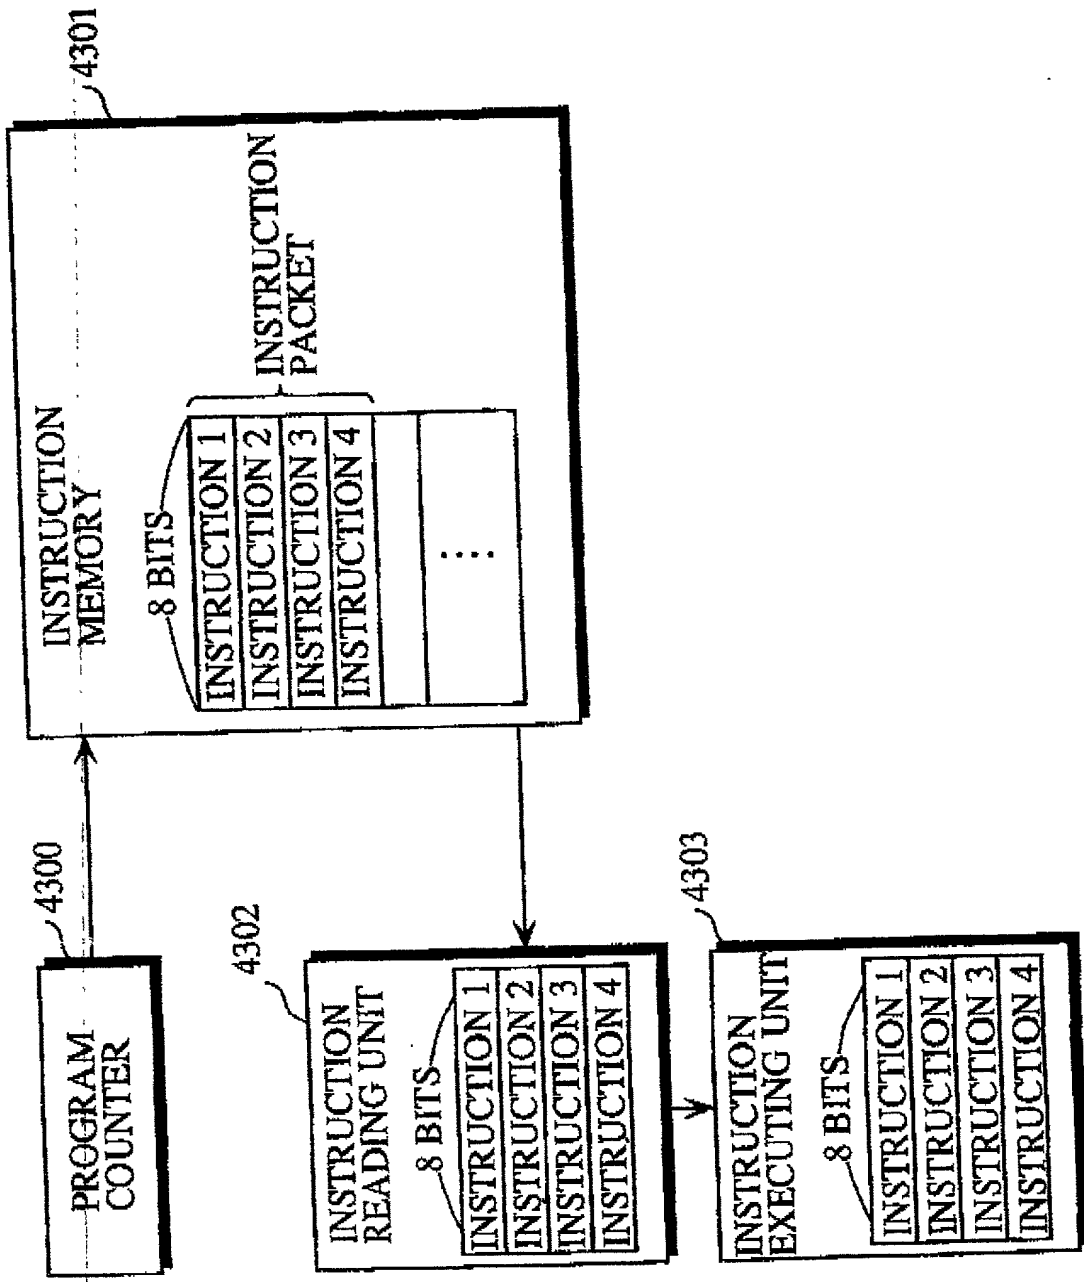 4300
PROGRAM
COUNTER
4301
INSTRUCTION
MEMORY
8 BITS
INSTRUCTION 1
INSTRUCTION 2
INSTRUCTION 3
INSTRUCTION 4
....
INSTRUCTION
PACKET
4302
INSTRUCTION
READING UNIT
8 BITS
INSTRUCTION 1
INSTRUCTION 2
INSTRUCTION 3
INSTRUCTION 4
4303
INSTRUCTION
EXECUTING UNIT
8 BITS
INSTRUCTION 1
INSTRUCTION 2
INSTRUCTION 3
INSTRUCTION 4